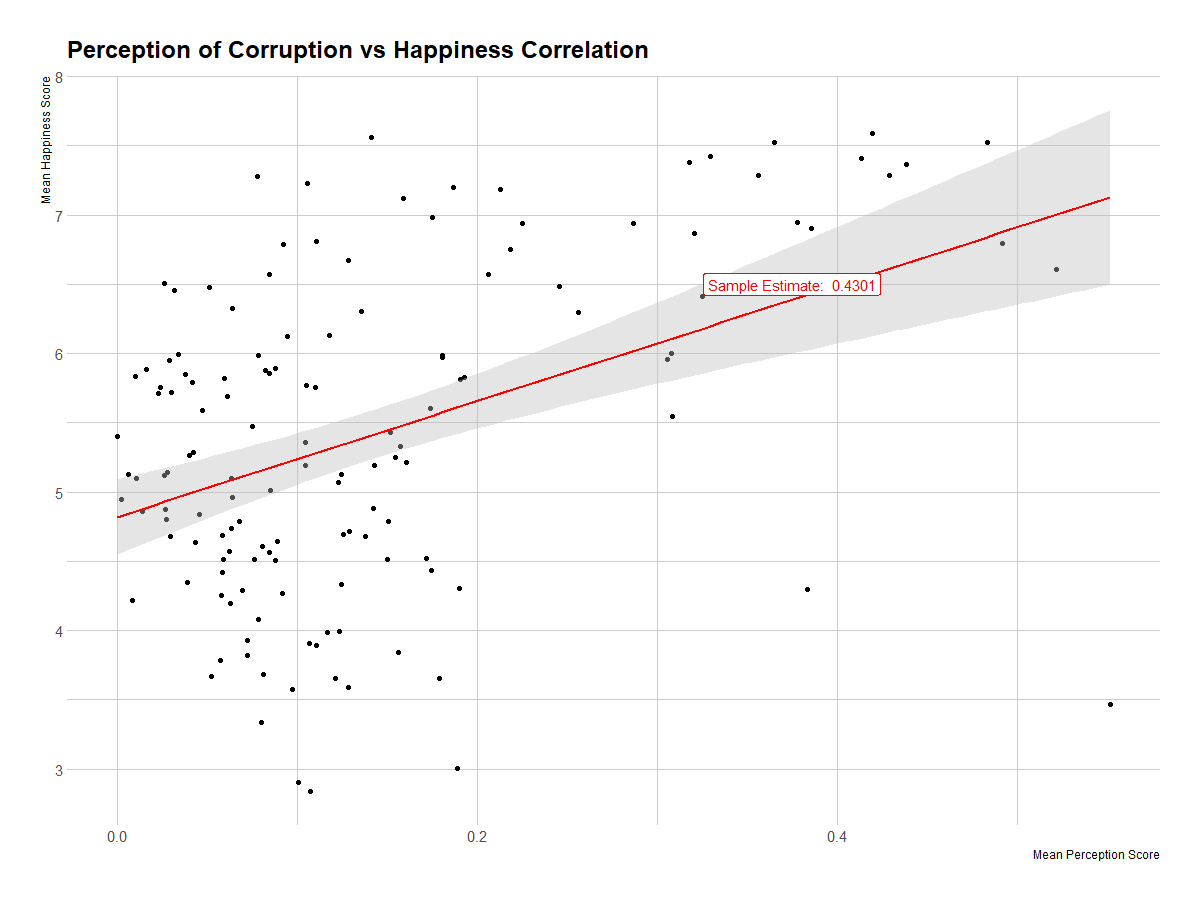 Perception of Corruption vs Happiness Correlation
Mean Happiness Score
8
7
6
5
4
3
Sample Estimate:  0.4301
0.0
0.2
0.4
Mean Perception Score